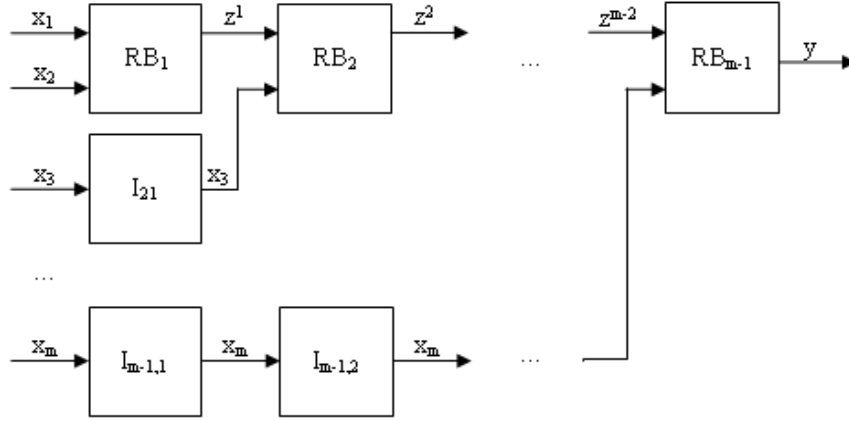 x₁ z¹ z² zᵐ⁻² y
RB₁ RB₂ ... RBₘ₋₁
x₂
x₃ I₂₁ x₃
...
xₘ Iₘ₋₁,₁ xₘ Iₘ₋₁,₂ xₘ ...